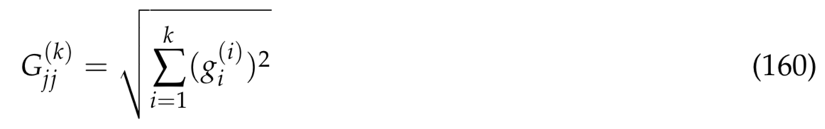 G_{jj}^{(k)} = \sqrt{\sum_{i=1}^{k} (g_i^{(i)})^2} (160)